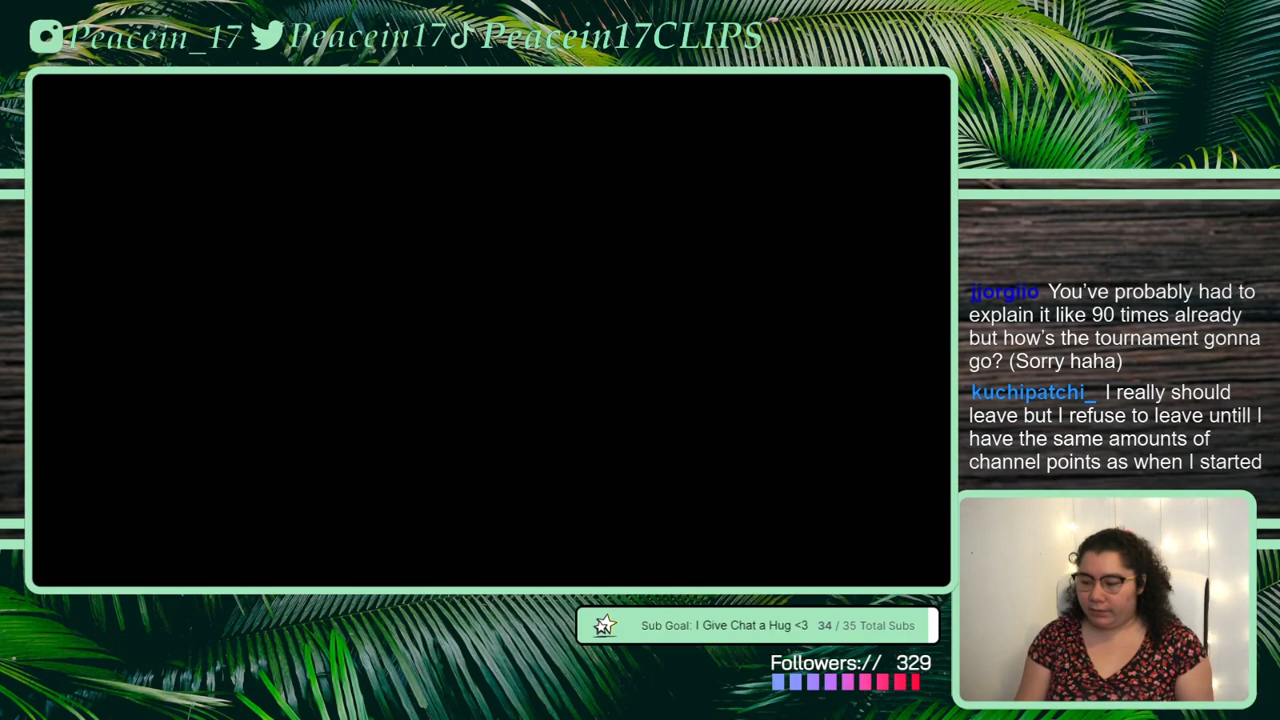 Peacein_17 Peacein17 Peacein17CLIPS
jjorgiio You've probably had to
explain it like 90 times already
but how's the tournament gonna
go? (Sorry haha)
kuchipatchi_ I really should
leave but I refuse to leave untill I
have the same amounts of
channel points as when I started
Sub Goal: I Give Chat a Hug <3 34 / 35 Total Subs
Followers:// 329